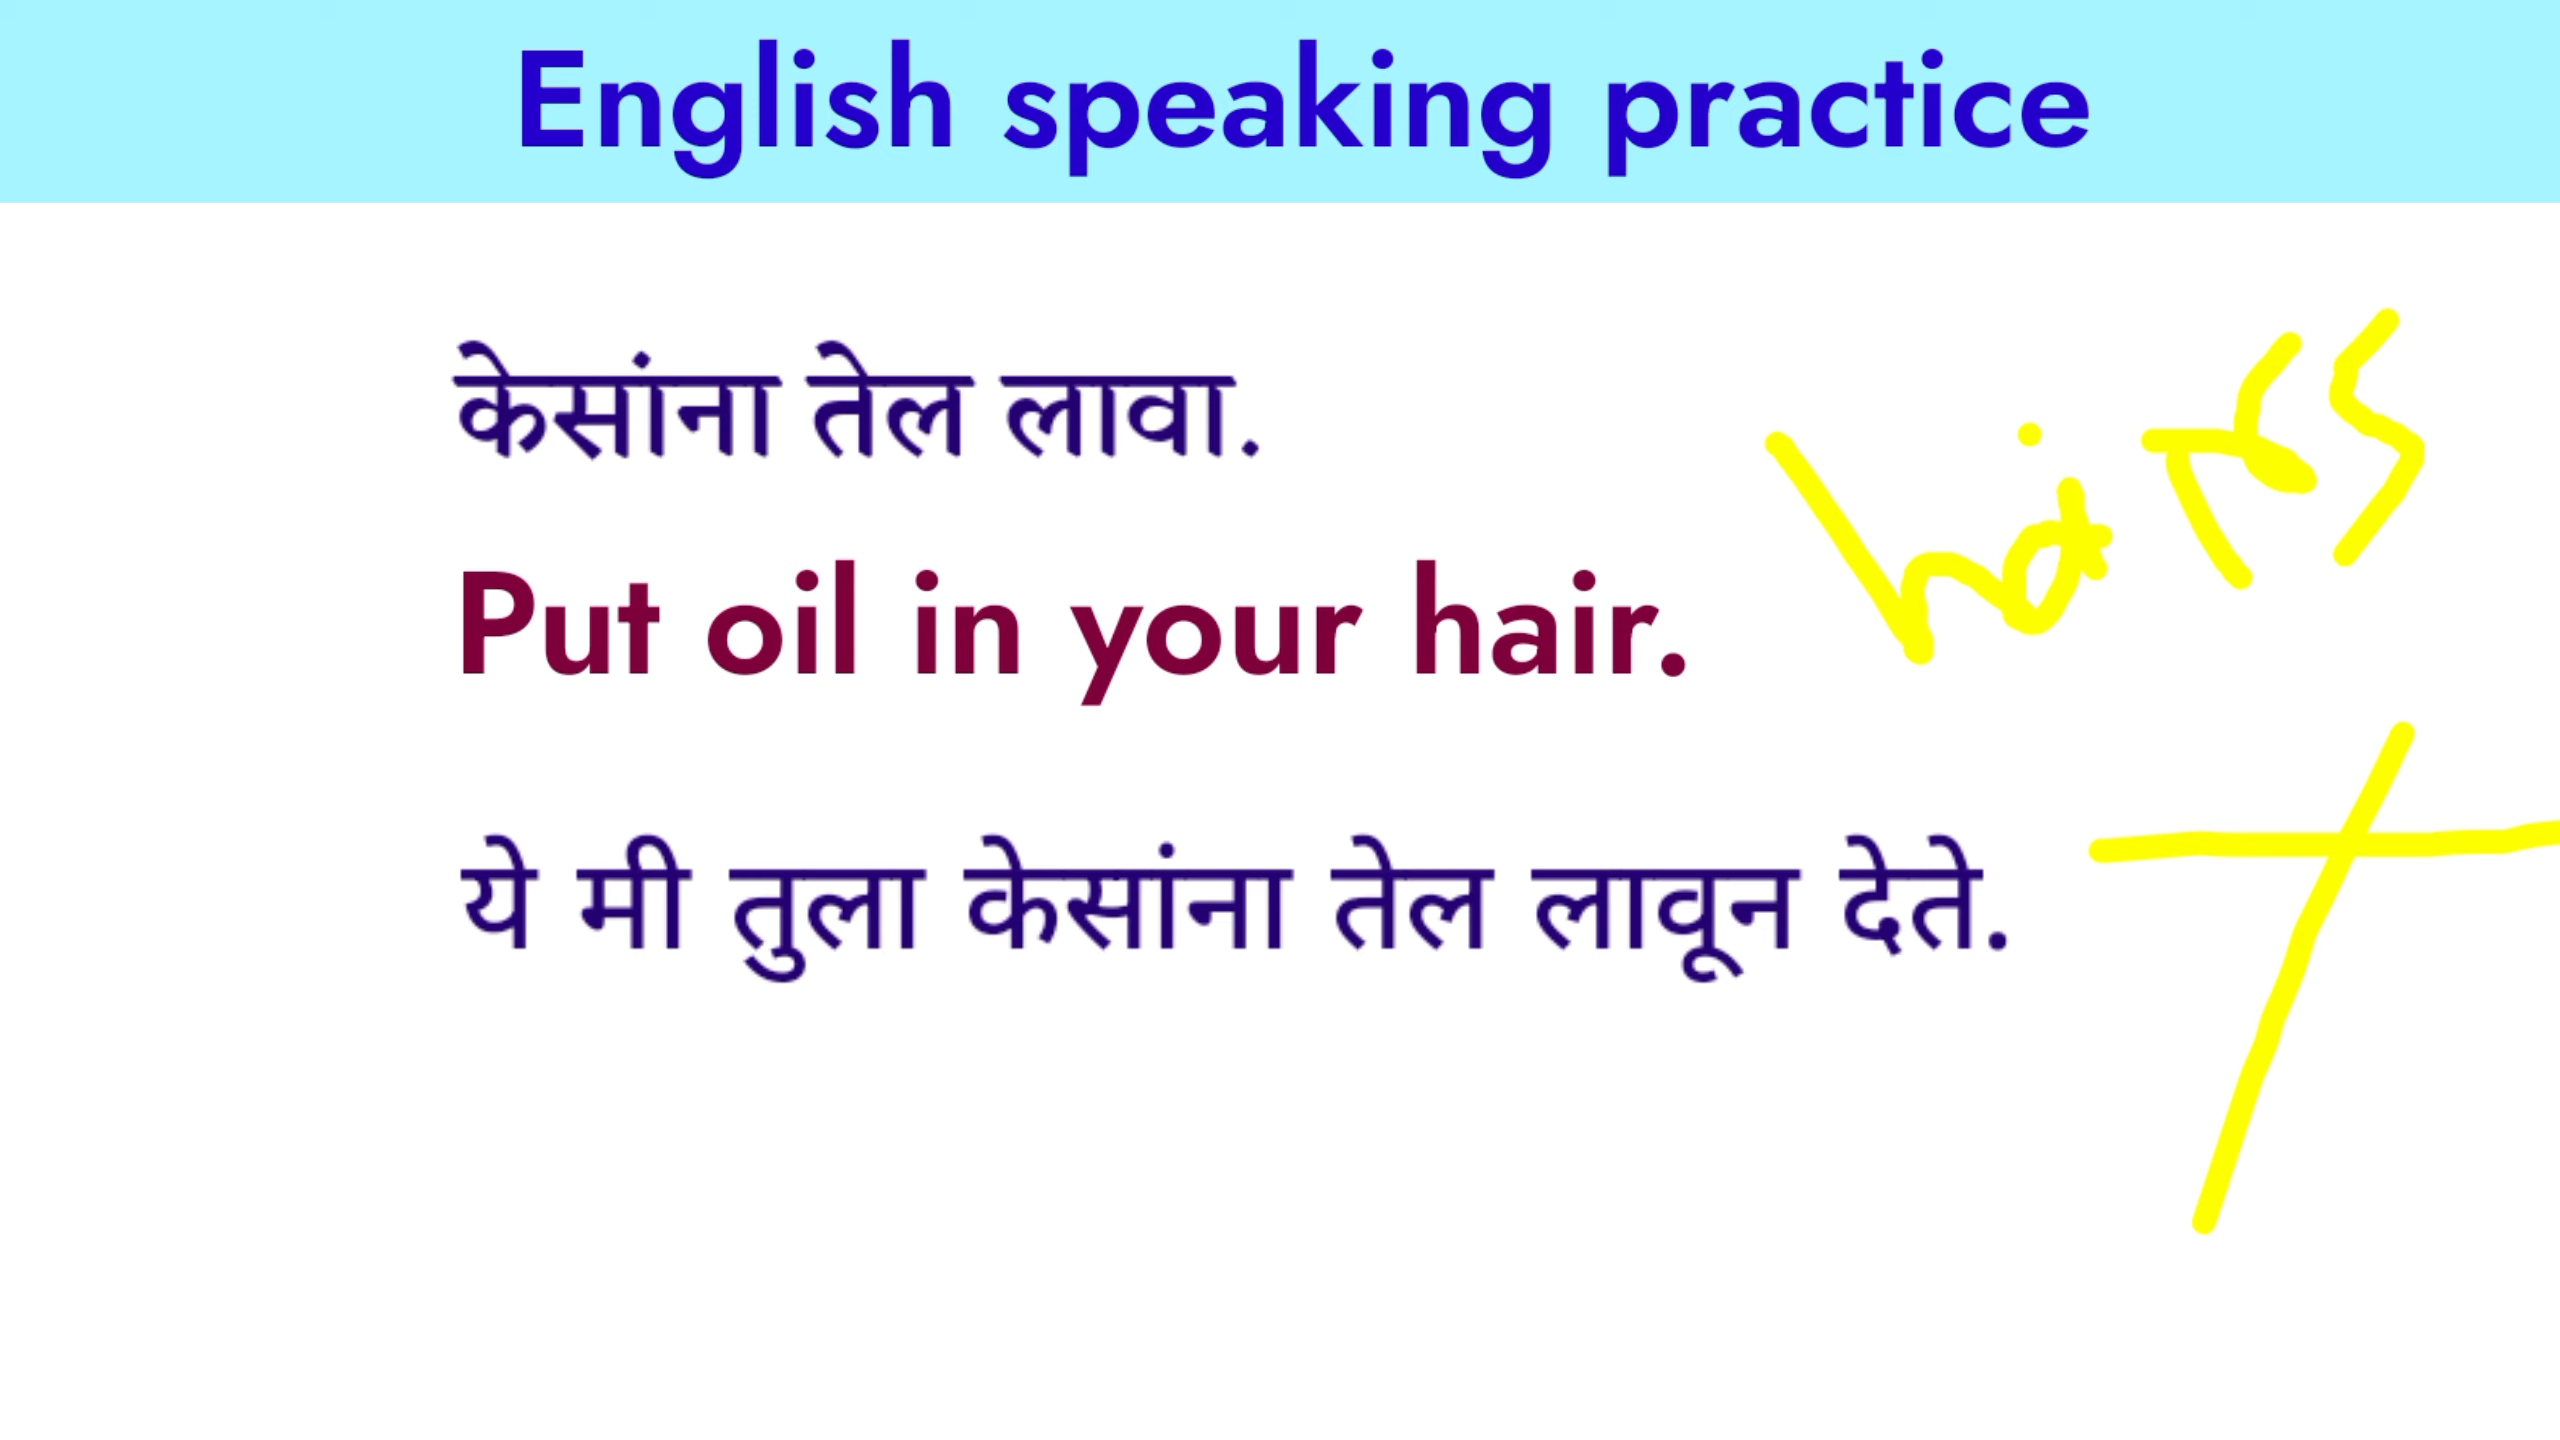 English speaking practice
केसांना तेल लावा.
hairs
Put oil in your hair.
ये मी तुला केसांना तेल लावून देते.